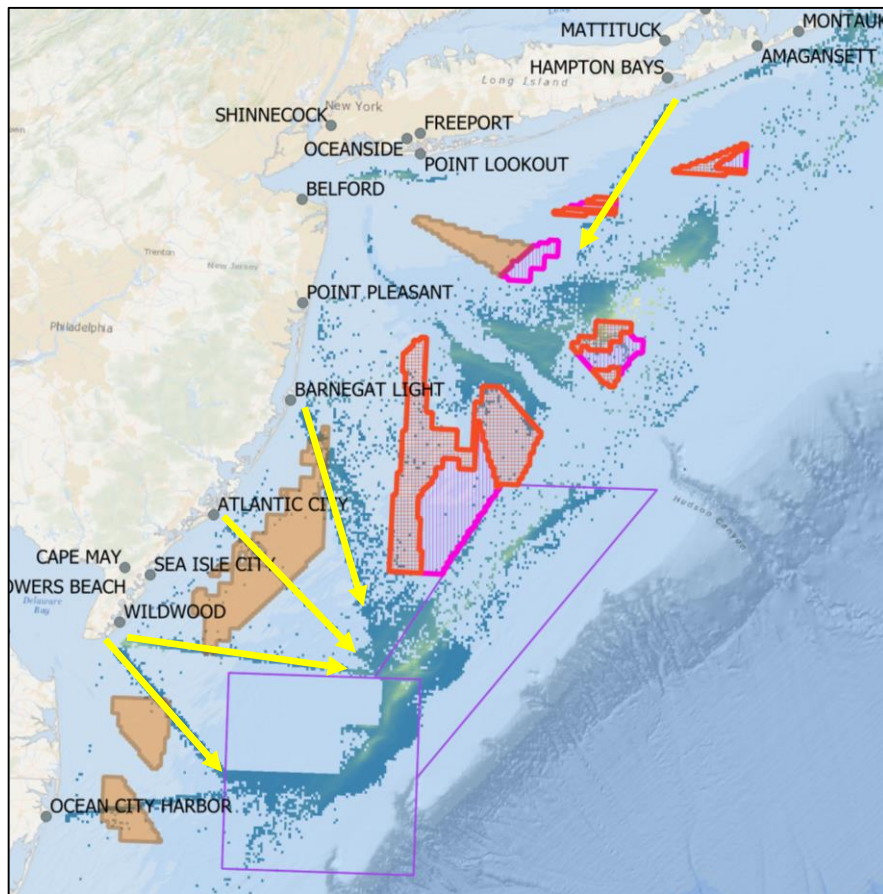 MONTAUK
MATTITUCK
AMAGANSETT
HAMPTON BAYS
Long Island
SHINNECOCK
New York
FREEPORT
OCEANSIDE
POINT LOOKOUT
BELFORD
Trenton
New Jersey
POINT PLEASANT
Philadelphia
BARNEGAT LIGHT
Hudson Canyon
ATLANTIC CITY
CAPE MAY
SEA ISLE CITY
OWERS BEACH
Delaware
Bay
WILDWOOD
OCEAN CITY HARBOR